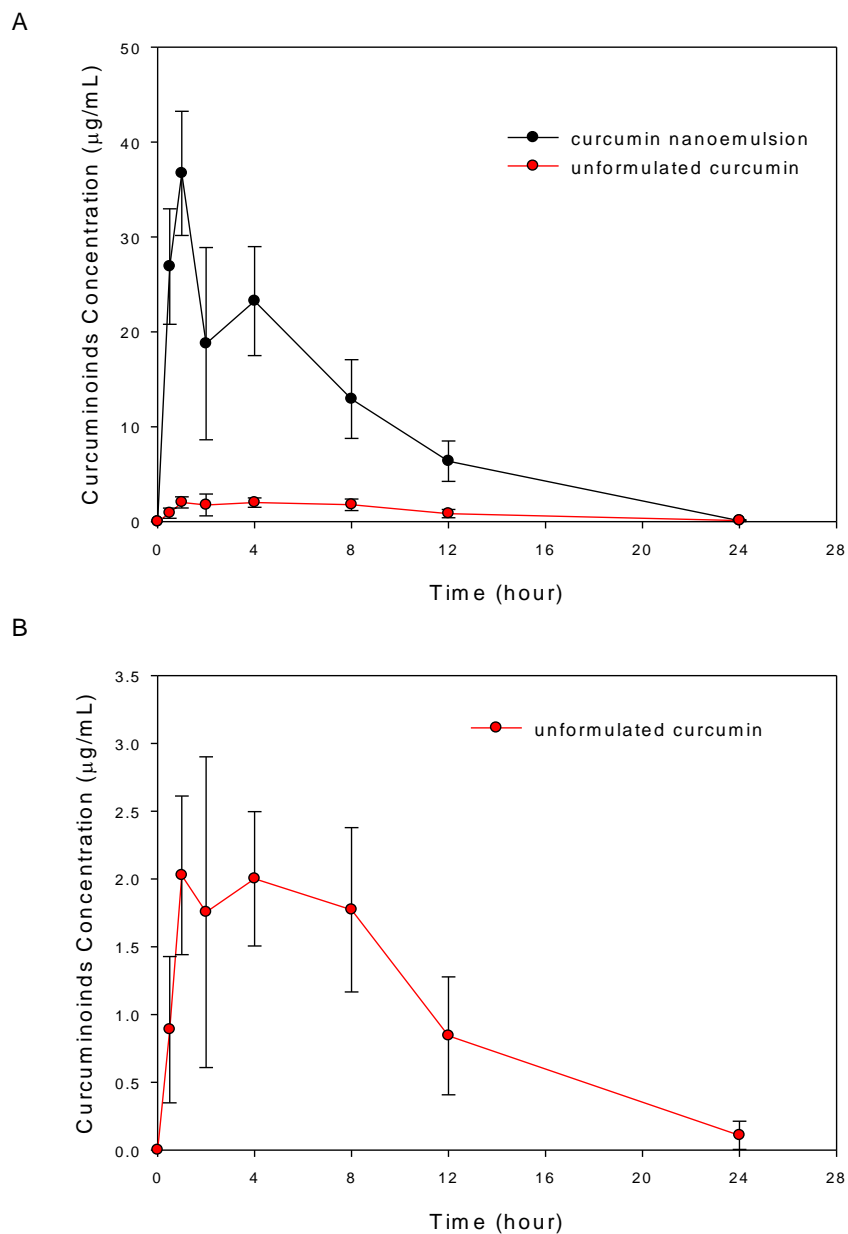 A
Curcuminoinds Concentration (μg/mL)
50
40
30
20
10
0
curcumin nanoemulsion
unformulated curcumin
0 4 8 12 16 20 24 28
Time (hour)
B
Curcuminoinds Concentration (μg/mL)
3.5
3.0
2.5
2.0
1.5
1.0
0.5
0.0
unformulated curcumin
0 4 8 12 16 20 24 28
Time (hour)